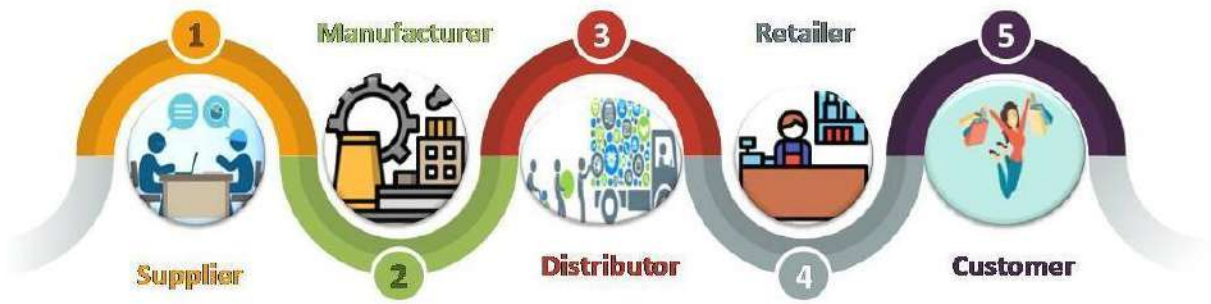 1
Supplier
Manufacturer
2
3
Distributor
Retailer
4
5
Customer